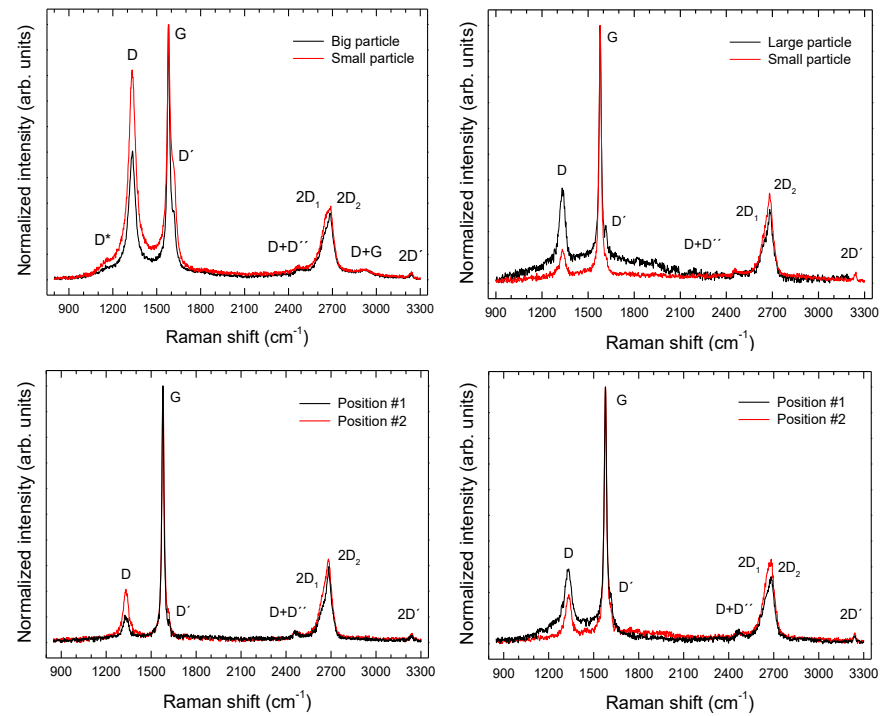 G
D
Big particle
Small particle
D´
2D₁
2D₂
D*
D+D´´
D+G
2D´
900 1200 1500 1800 2100 2400 2700 3000 3300
Raman shift (cm⁻¹)
Normalized intensity (arb. units)
G
Large particle
Small particle
D
D´
2D₁
2D₂
D+D´´
2D´
900 1200 1500 1800 2100 2400 2700 3000 3300
Raman shift (cm⁻¹)
Normalized intensity (arb. units)
G
Position #1
Position #2
D
D´
2D₁
2D₂
D+D´´
2D´
900 1200 1500 1800 2100 2400 2700 3000 3300
Raman shift (cm⁻¹)
Normalized intensity (arb. units)
G
Position #1
Position #2
D
D´
2D₁
2D₂
D+D´´
2D´
900 1200 1500 1800 2100 2400 2700 3000 3300
Raman shift (cm⁻¹)
Normalized intensity (arb. units)